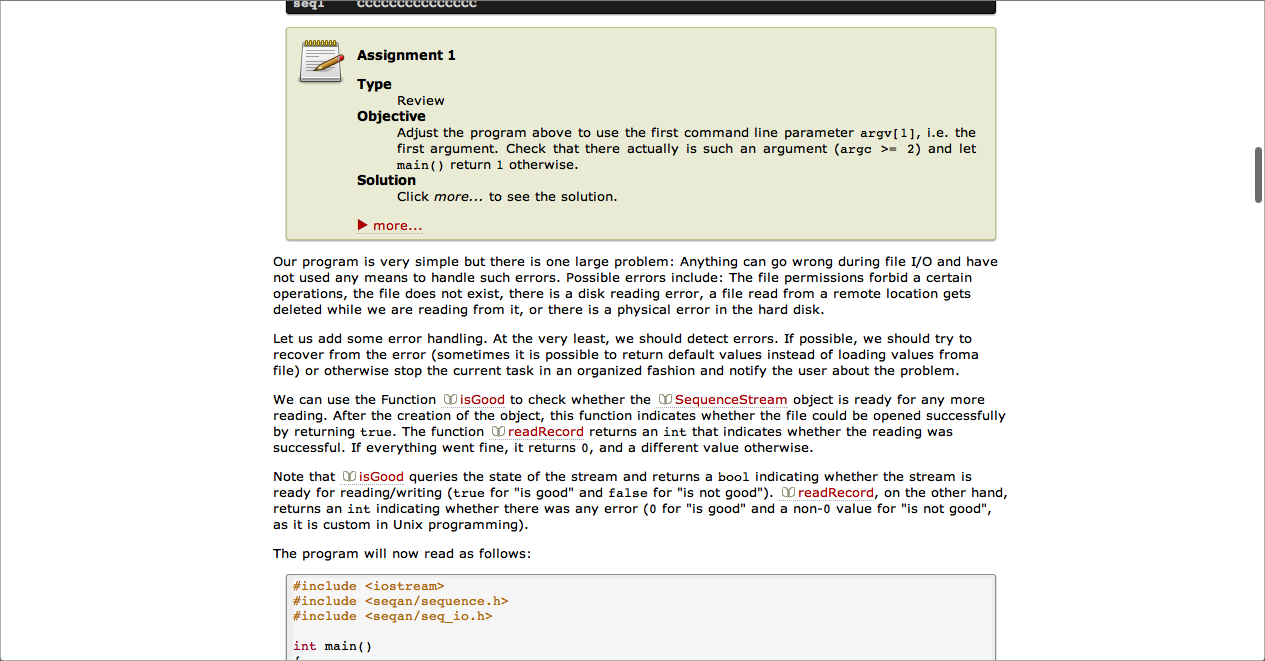 seq1 CCCCCCCCCCCCCCC
Assignment 1
Type
Review
Objective
Adjust the program above to use the first command line parameter argv[1], i.e. the
first argument. Check that there actually is such an argument (argc >= 2) and let
main() return 1 otherwise.
Solution
Click more... to see the solution.
more...
Our program is very simple but there is one large problem: Anything can go wrong during file I/O and have
not used any means to handle such errors. Possible errors include: The file permissions forbid a certain
operations, the file does not exist, there is a disk reading error, a file read from a remote location gets
deleted while we are reading from it, or there is a physical error in the hard disk.
Let us add some error handling. At the very least, we should detect errors. If possible, we should try to
recover from the error (sometimes it is possible to return default values instead of loading values froma
file) or otherwise stop the current task in an organized fashion and notify the user about the problem.
We can use the Function isGood to check whether the SequenceStream object is ready for any more
reading. After the creation of the object, this function indicates whether the file could be opened successfully
by returning true. The function readRecord returns an int that indicates whether the reading was
successful. If everything went fine, it returns 0, and a different value otherwise.
Note that isGood queries the state of the stream and returns a bool indicating whether the stream is
ready for reading/writing (true for "is good" and false for "is not good"). readRecord, on the other hand,
returns an int indicating whether there was any error (0 for "is good" and a non-0 value for "is not good",
as it is custom in Unix programming).
The program will now read as follows:
#include <iostream>
#include <seqan/sequence.h>
#include <seqan/seq_io.h>
int main()
{